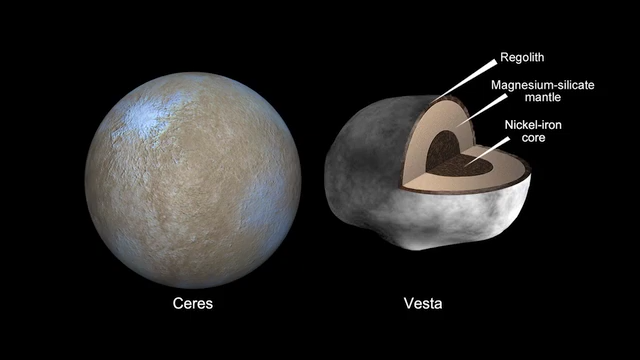 Regolith
Magnesium-silicate
mantle
Nickel-iron
core
Ceres
Vesta